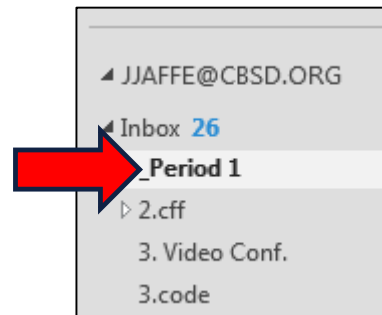 JJAFFE@CBSD.ORG
Inbox 26
_Period 1
2.cff
3. Video Conf.
3.code